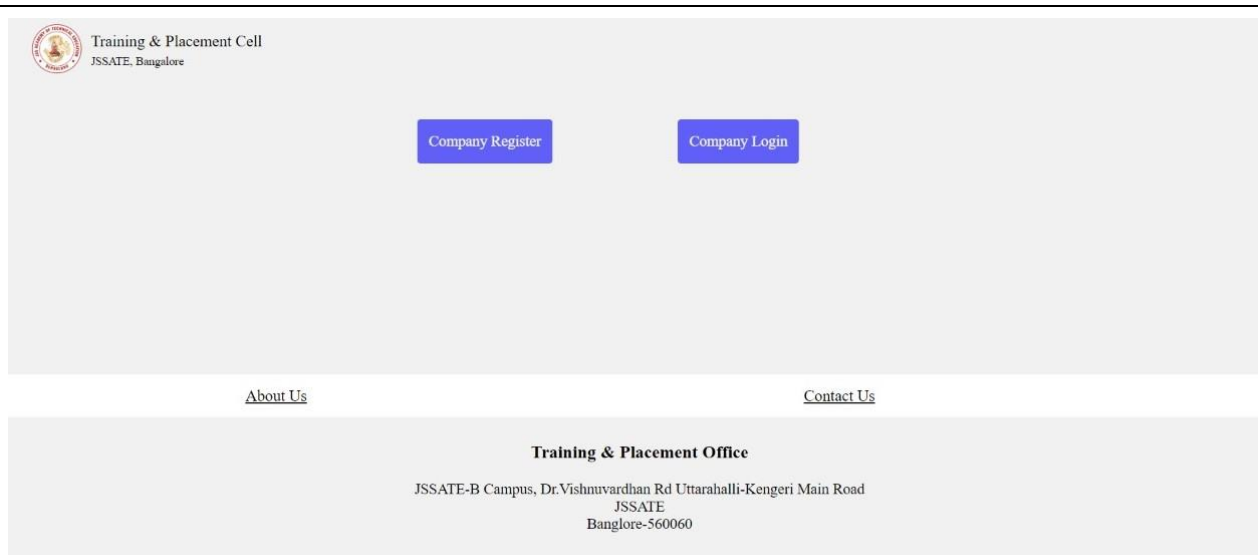 Training & Placement Cell
JSSATE, Bangalore
Company Register
Company Login
About Us
Contact Us
Training & Placement Office
JSSATE-B Campus, Dr.Vishnuvardhan Rd Uttarahalli-Kengeri Main Road
JSSATE
Banglore-560060